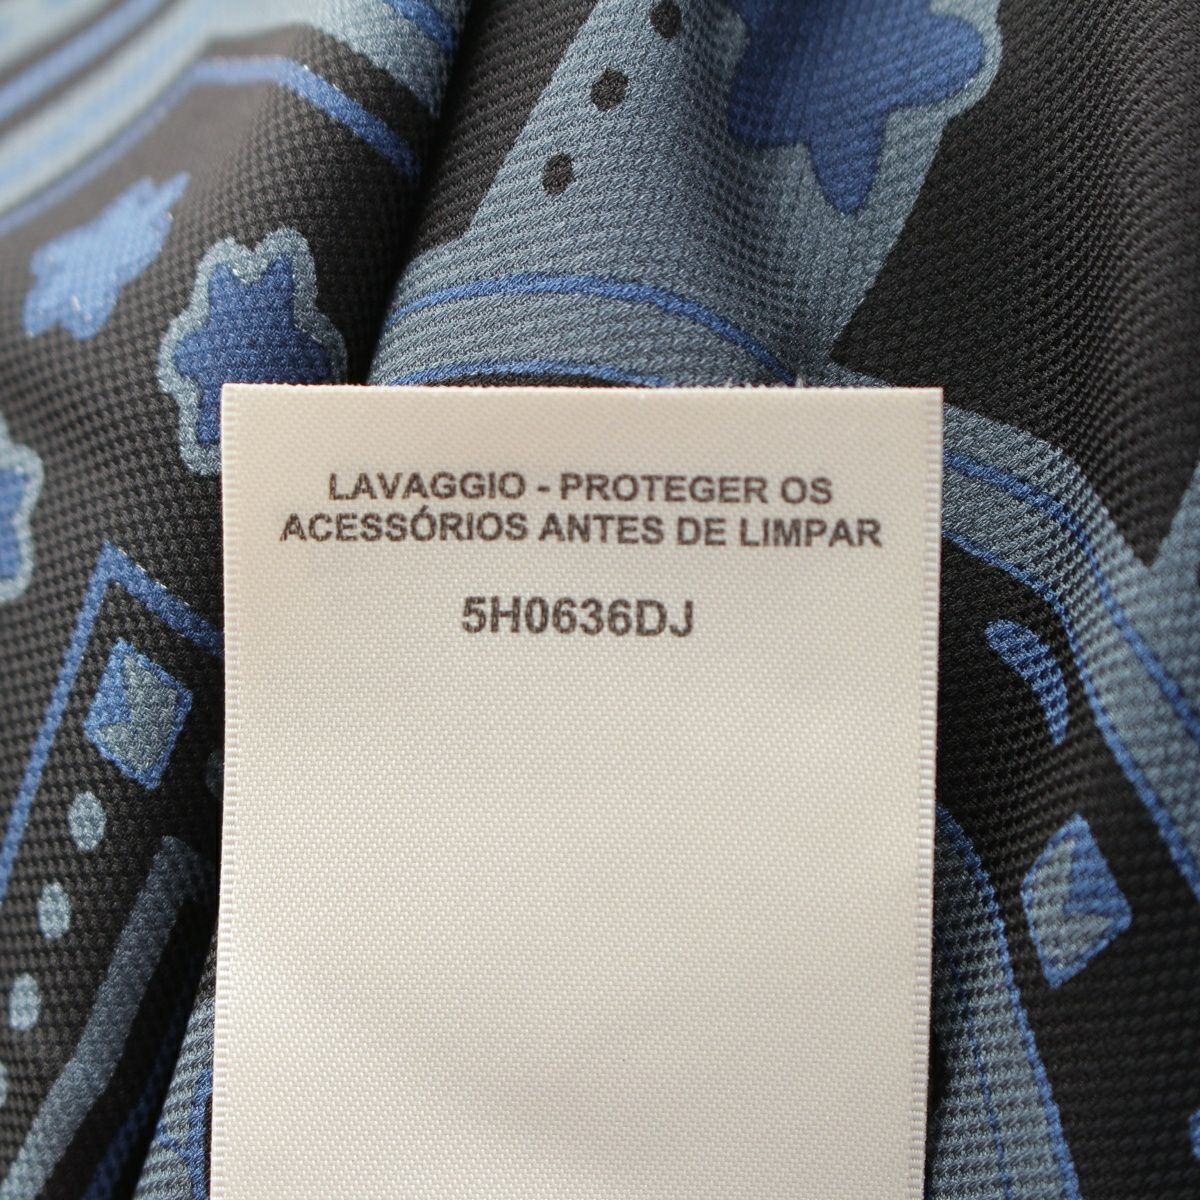 LAVAGGIO - PROTEGER OS
ACESSÓRIOS ANTES DE LIMPAR
5H0636DJ